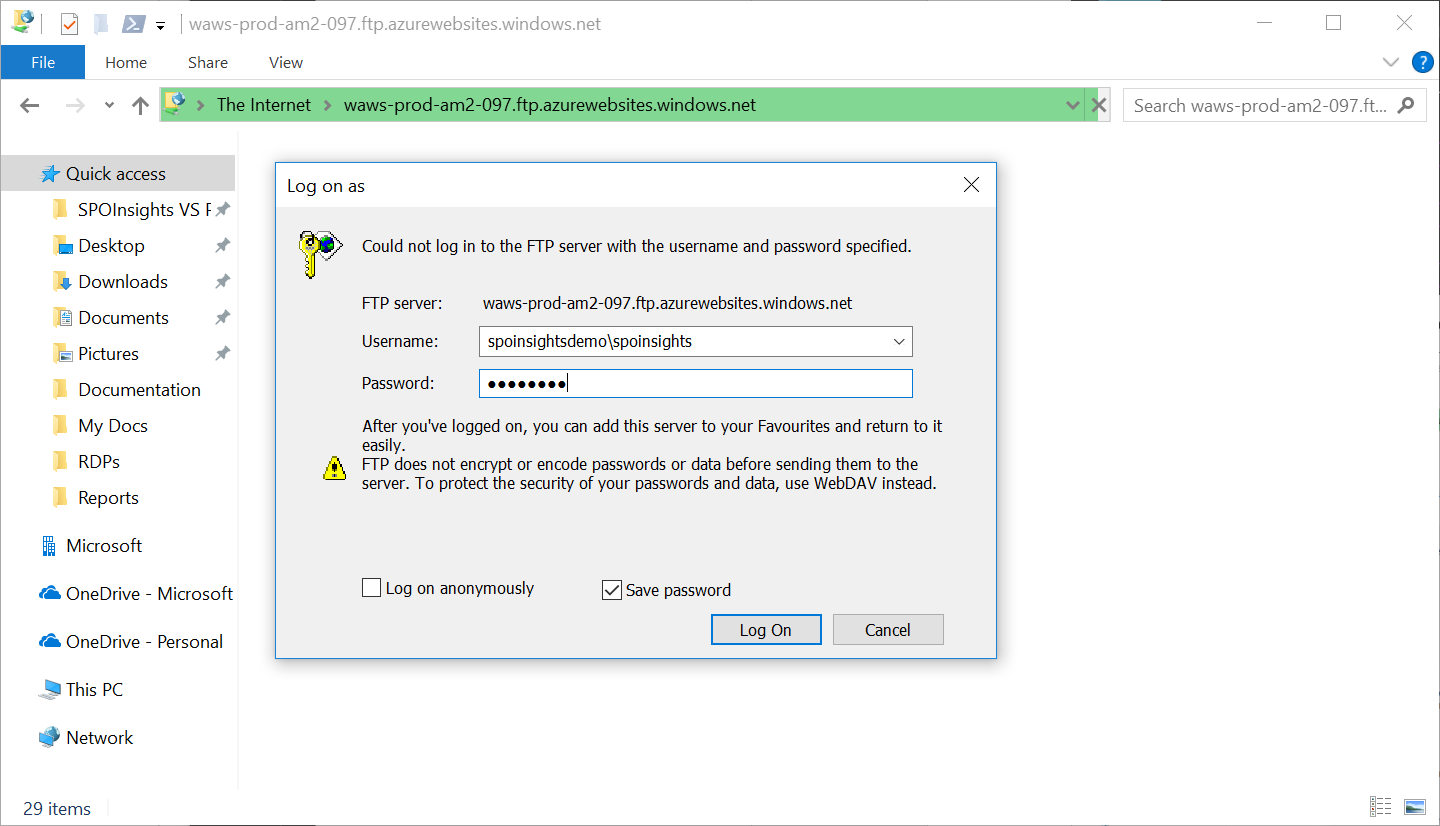 waws-prod-am2-097.ftp.azurewebsites.windows.net
File Home Share View
The Internet waws-prod-am2-097.ftp.azurewebsites.windows.net Search waws-prod-am2-097.ft...
Quick access
SPOInsights VS
Desktop
Downloads
Documents
Pictures
Documentation
My Docs
RDPs
Reports
Microsoft
OneDrive - Microsoft
OneDrive - Personal
This PC
Network
29 items
Log on as
Could not log in to the FTP server with the username and password specified.
FTP server: waws-prod-am2-097.ftp.azurewebsites.windows.net
Username: spoinsightsdemo\spoinsights
Password: ●●●●●●●●
After you've logged on, you can add this server to your Favourites and return to it
easily.
FTP does not encrypt or encode passwords or data before sending them to the
server. To protect the security of your passwords and data, use WebDAV instead.
Log on anonymously Save password
Log On Cancel